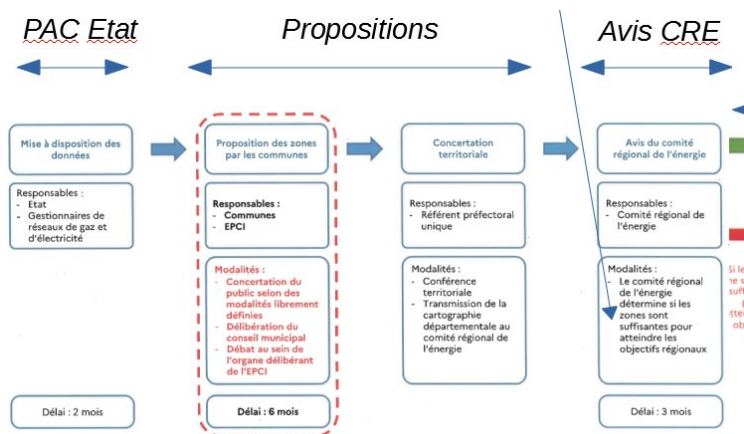 PAC Etat
Propositions
Avis CRE
Mise à disposition des
données
Responsables :
- Etat
- Gestionnaires de
réseaux de gaz et
d'électricité
Délai : 2 mois
Proposition des zones
par les communes
Responsables :
- Communes
- EPCI
Modalités :
- Concertation du
public selon des
modalités librement
définies
- Délibération du
conseil municipal
- Débat au sein de
l'organe délibérant
de l'EPCI
Délai : 6 mois
Concertation
territoriale
Responsables :
- Référent préfectoral
unique
Modalités :
- Conférence
territoriale
- Transmission de la
cartographie
départementale au
comité régional de
l'énergie
Avis du comité
régional de l'énergie
Responsables :
- Comité régional de
l'énergie
Modalités :
- Le comité régional
de l'énergie
détermine si les
zones sont
suffisantes pour
atteindre les
objectifs régionaux
Délai : 3 mois
Si le